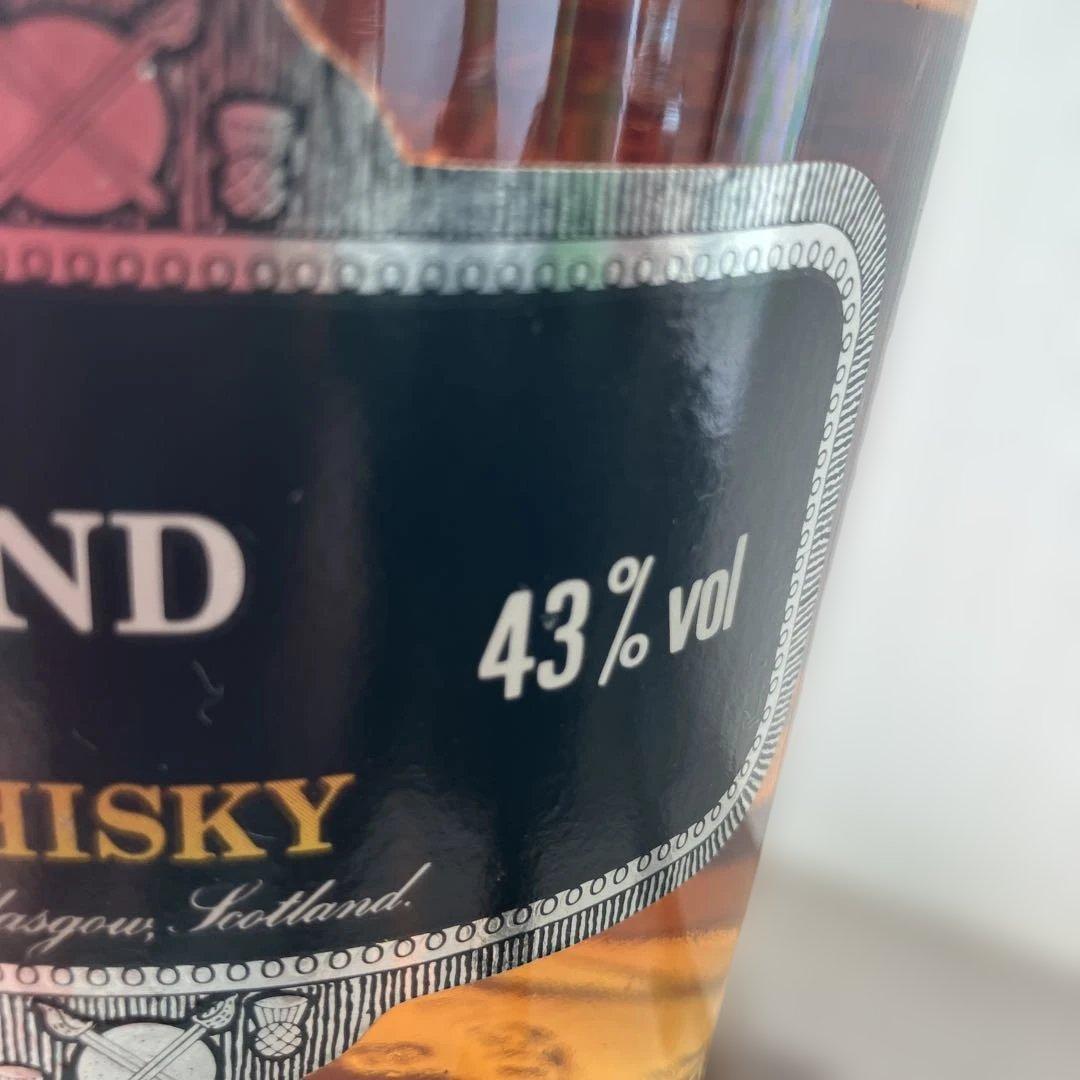 ND
43% vol
HISKY
lasgow, Scotland.